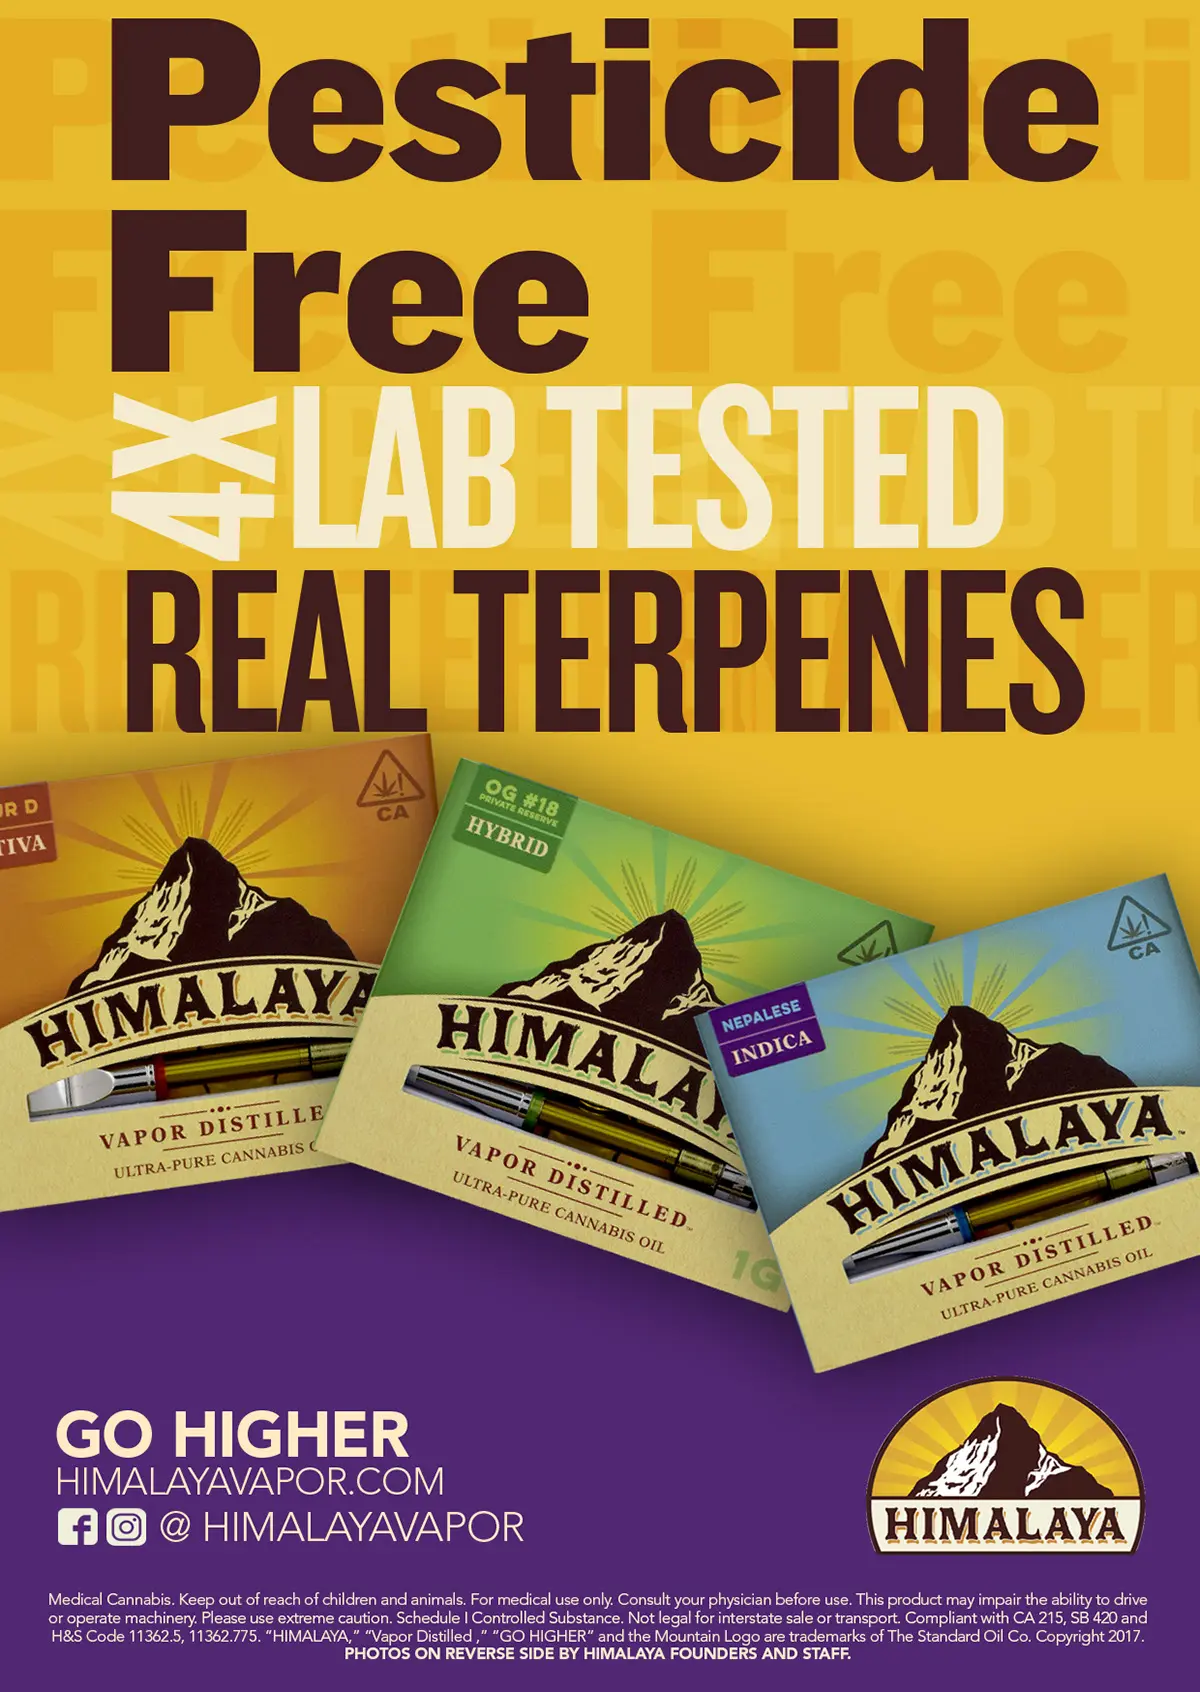 Pesticide
Free
4X LAB TESTED
REAL TERPENES
UR D
TIVA
CA
HIMALAYA
VAPOR DISTILLE
ULTRA-PURE CANNABIS
OG #18
PRIVATE RESERVE
HYBRID
HIMALAY
VAPOR DISTILLED™
ULTRA-PURE CANNABIS OIL
1G
NEPALESE
INDICA
CA
HIMALAYA™
VAPOR DISTILLED™
ULTRA-PURE CANNABIS OIL
GO HIGHER
HIMALAYAVAPOR.COM
@ HIMALAYAVAPOR
HIMALAYA
Medical Cannabis. Keep out of reach of children and animals. For medical use only. Consult your physician before use. This product may impair the ability to drive
or operate machinery. Please use extreme caution. Schedule I Controlled Substance. Not legal for interstate sale or transport. Compliant with CA 215, SB 420 and
H&S Code 11362.5, 11362.775. “HIMALAYA,” “Vapor Distilled ,” “GO HIGHER” and the Mountain Logo are trademarks of The Standard Oil Co. Copyright 2017.
PHOTOS ON REVERSE SIDE BY HIMALAYA FOUNDERS AND STAFF.